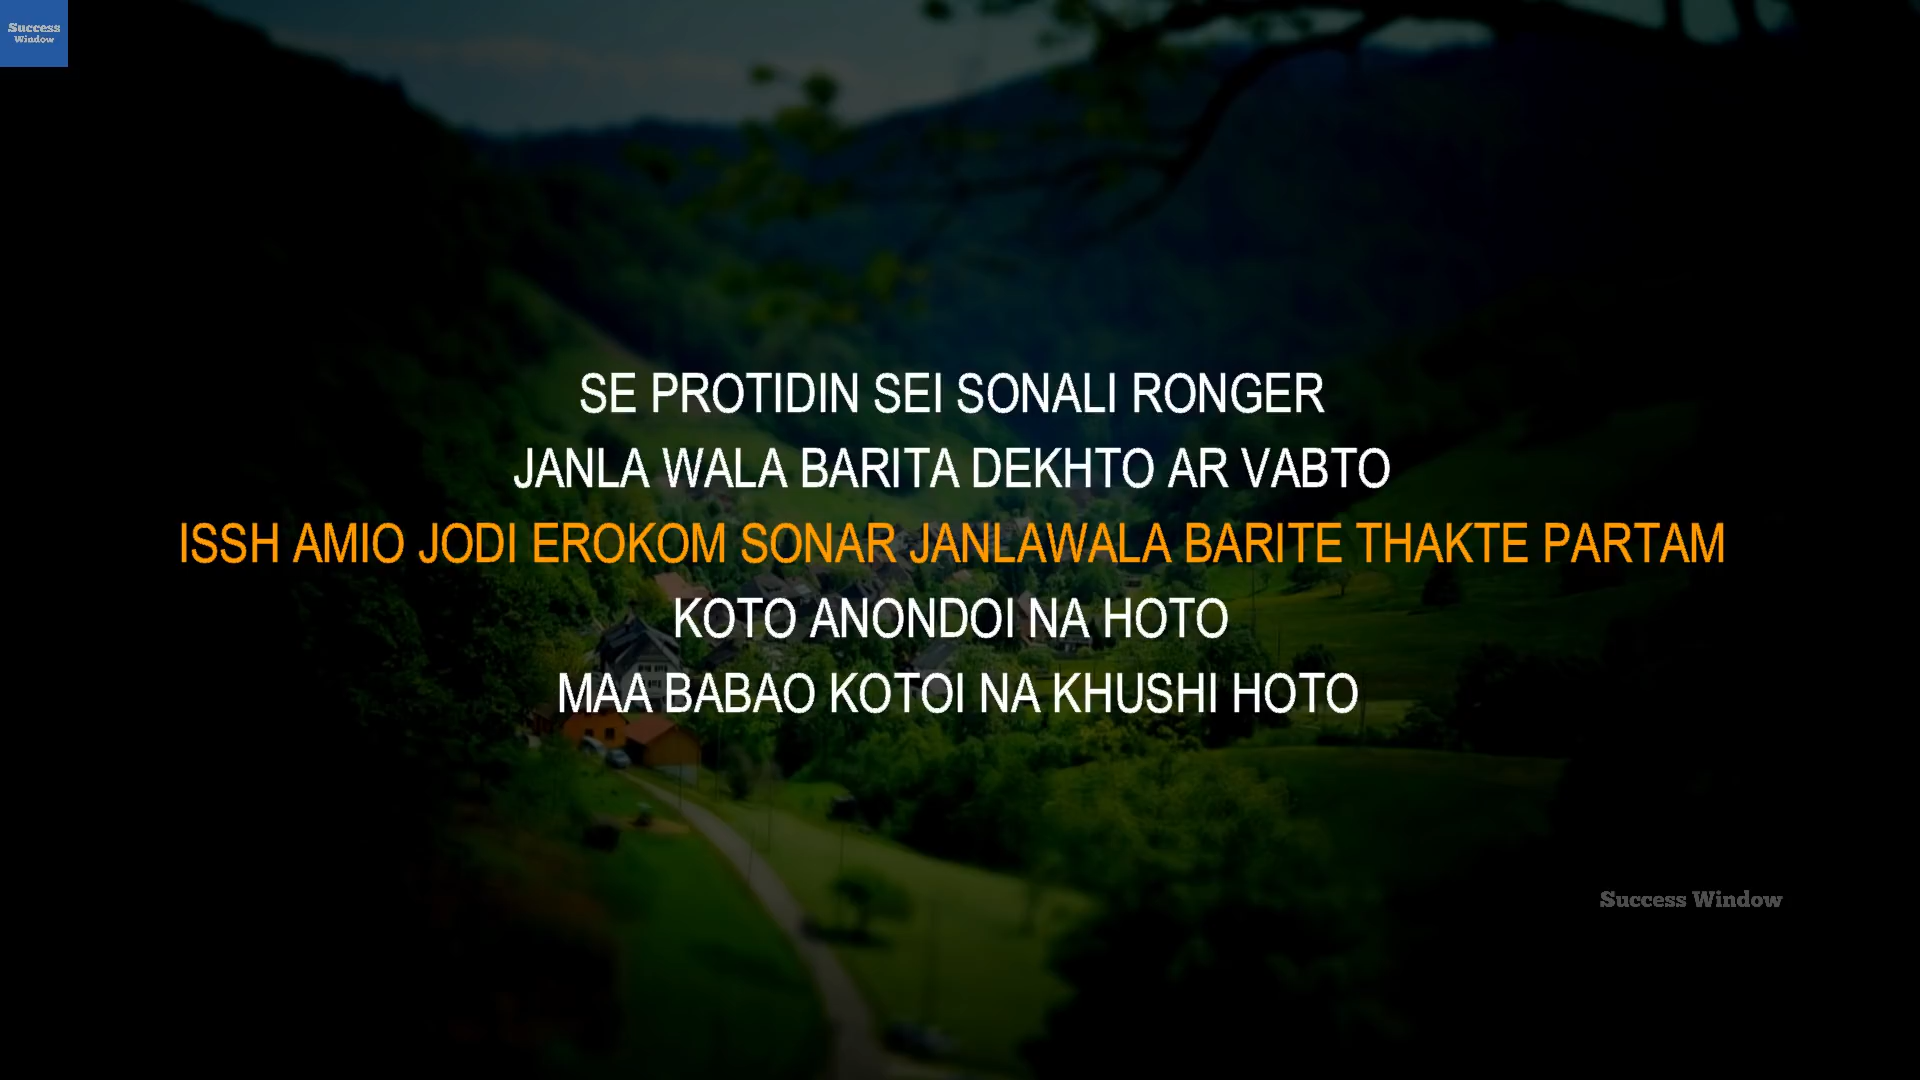 Success
Window
SE PROTIDIN SEI SONALI RONGER
JANLA WALA BARITA DEKHTO AR VABTO
ISSH AMIO JODI EROKOM SONAR JANLAWALA BARITE THAKTE PARTAM
KOTO ANONDOI NA HOTO
MAA BABAO KOTOI NA KHUSHI HOTO
Success Window